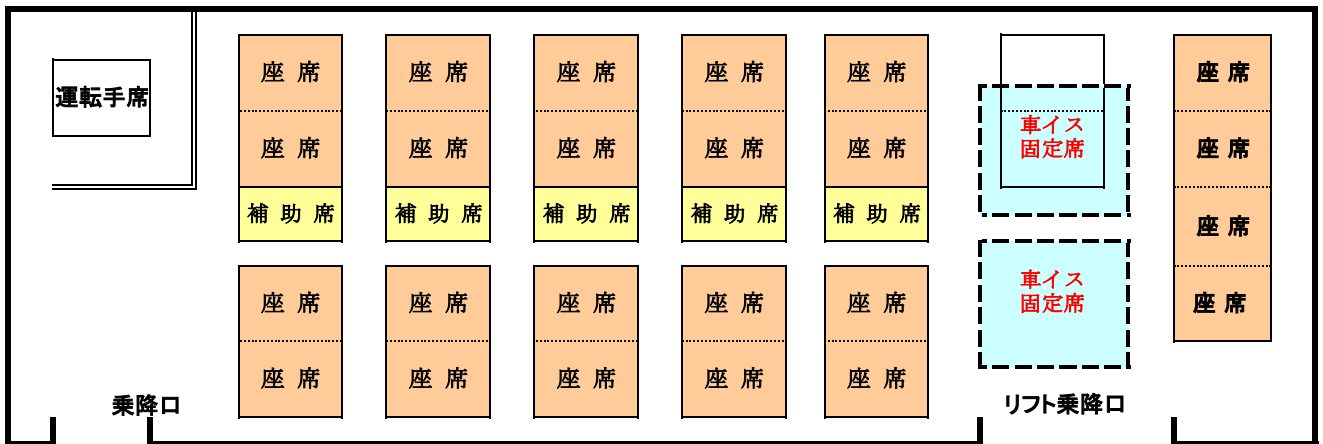 運転手席
座 席 座 席 座 席 座 席 座 席 座 席
車イス
固定席
座 席 座 席 座 席 座 席 座 席 座 席
補 助 席 補 助 席 補 助 席 補 助 席 補 助 席
座 席
車イス
固定席
座 席 座 席 座 席 座 席 座 席 座 席
座 席 座 席 座 席 座 席 座 席
乗降口
リフト乗降口